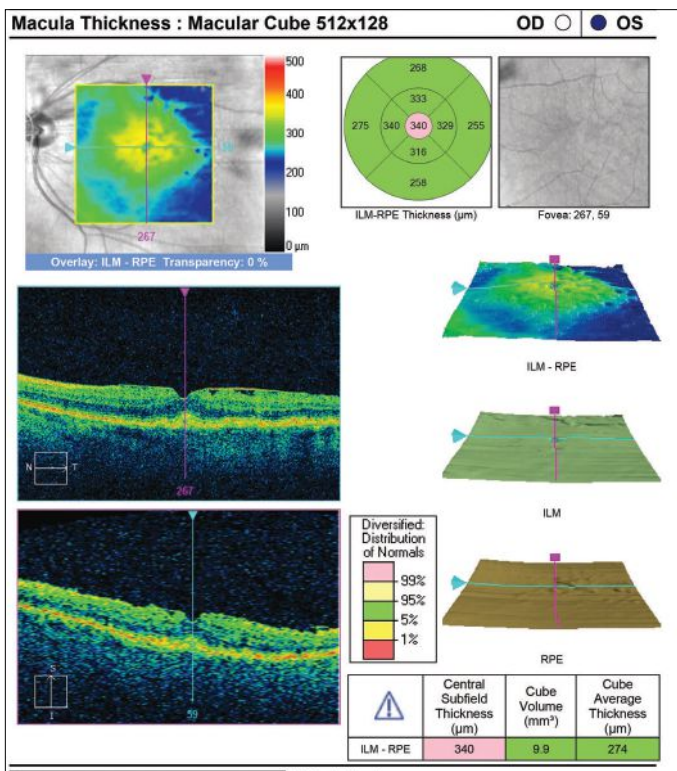 Macula Thickness : Macular Cube 512x128
OD OS
500
400
300
200
100
0 µm
267
Overlay: ILM - RPE Transparency: 0 %
268
333
275 340 340 329 255
316
258
ILM-RPE Thickness (µm)
Fovea: 267, 59
ILM - RPE
N T
267
ILM
Diversified:
Distribution
of Normals
99%
95%
5%
1%
RPE
S
I
59
Central
Subfield
Thickness
(µm)
Cube
Volume
(mm³)
Cube
Average
Thickness
(µm)
ILM - RPE 340 9.9 274